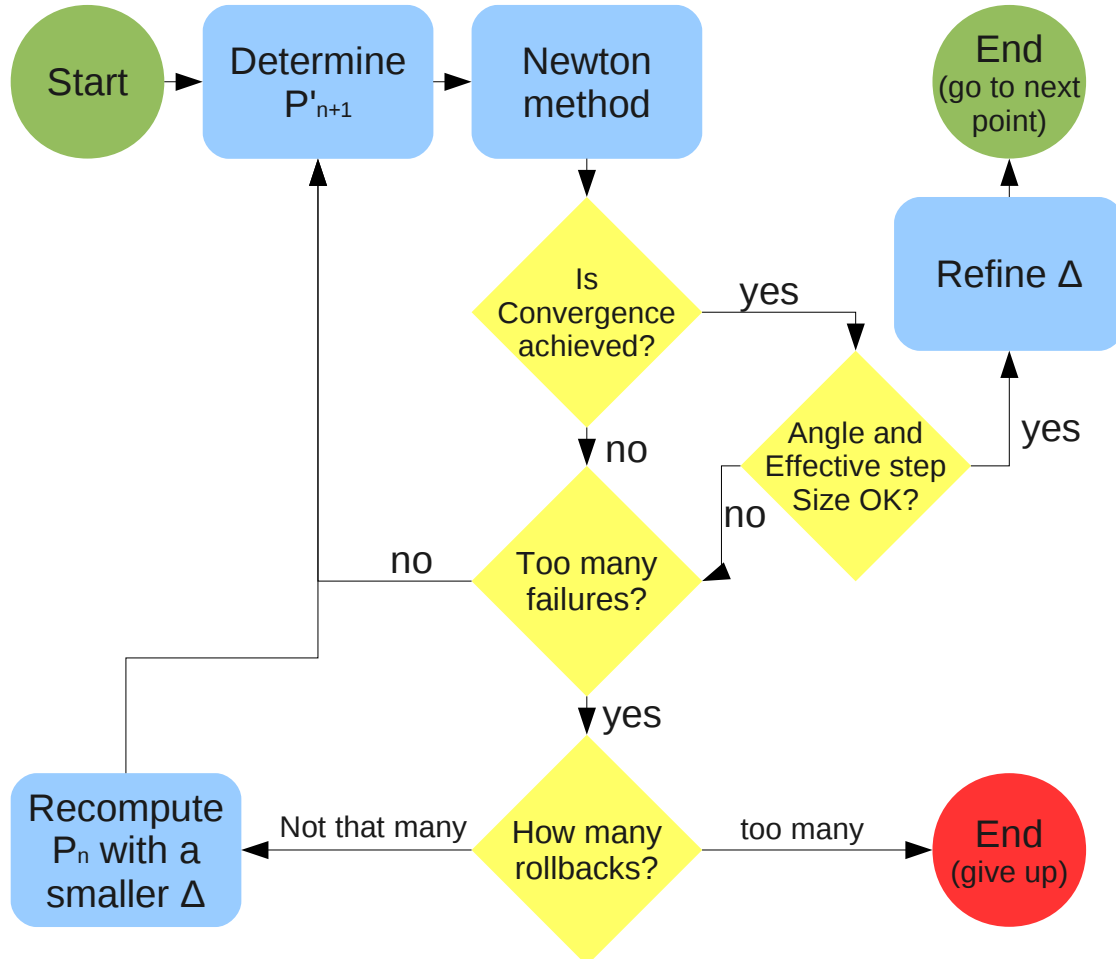 Start
Determine
P'n+1
Newton
method
End
(go to next
point)
Is
Convergence
achieved?
yes
Refine Δ
no
Angle and
Effective step
Size OK?
yes
no
Too many
failures?
no
yes
Recompute
Pn with a
smaller Δ
Not that many
How many
rollbacks?
too many
End
(give up)